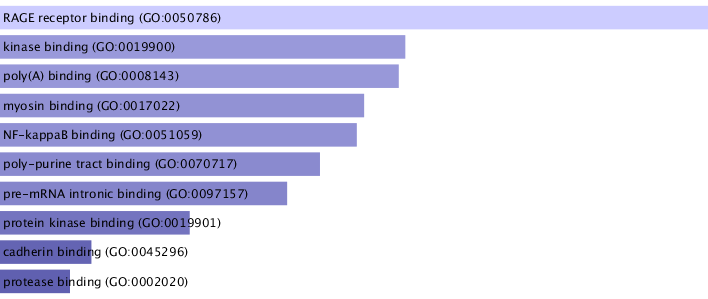 RAGE receptor binding (GO:0050786)
kinase binding (GO:0019900)
poly(A) binding (GO:0008143)
myosin binding (GO:0017022)
NF-kappaB binding (GO:0051059)
poly-purine tract binding (GO:0070717)
pre-mRNA intronic binding (GO:0097157)
protein kinase binding (GO:0019901)
cadherin binding (GO:0045296)
protease binding (GO:0002020)